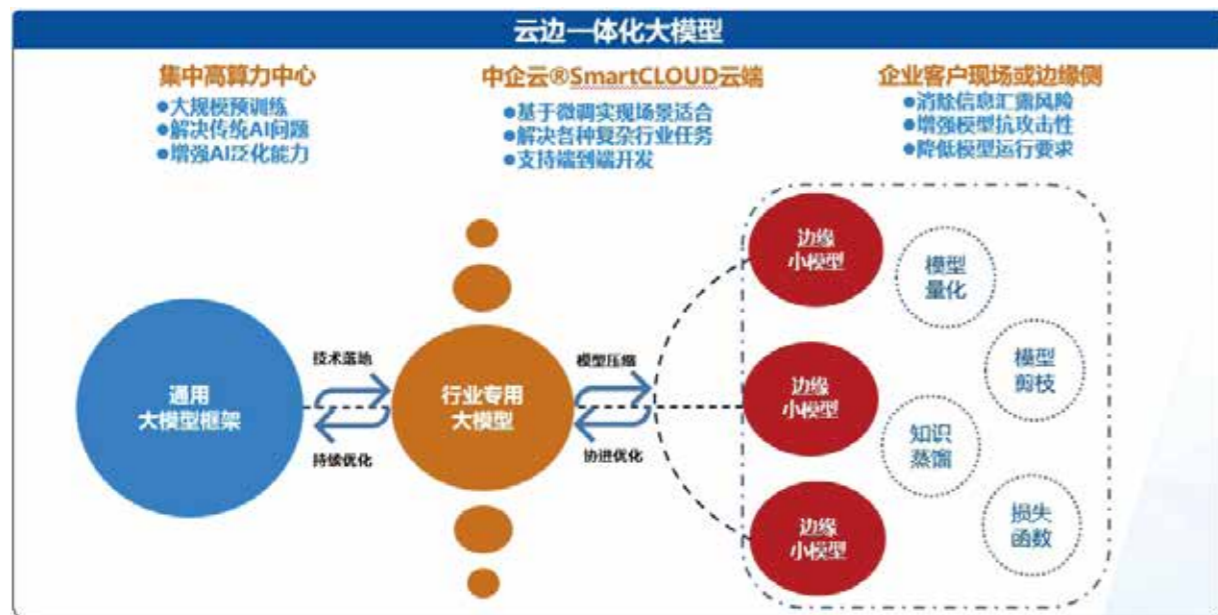 云边一体化大模型
集中高算力中心
●大规模预训练
●解决传统AI问题
●增强AI泛化能力
中企云®SmartCLOUD云端
●基于微调实现场景适合
●解决各种复杂行业任务
●支持端到端开发
企业客户现场或边缘侧
●消除信息汇露风险
●增强模型抗攻击性
●降低模型运行要求
通用
大模型框架
技术落地
持续优化
行业专用
大模型
模型压缩
协进优化
边缘
小模型
边缘
小模型
边缘
小模型
模型
量化
模型
剪枝
知识
蒸馏
损失
函数